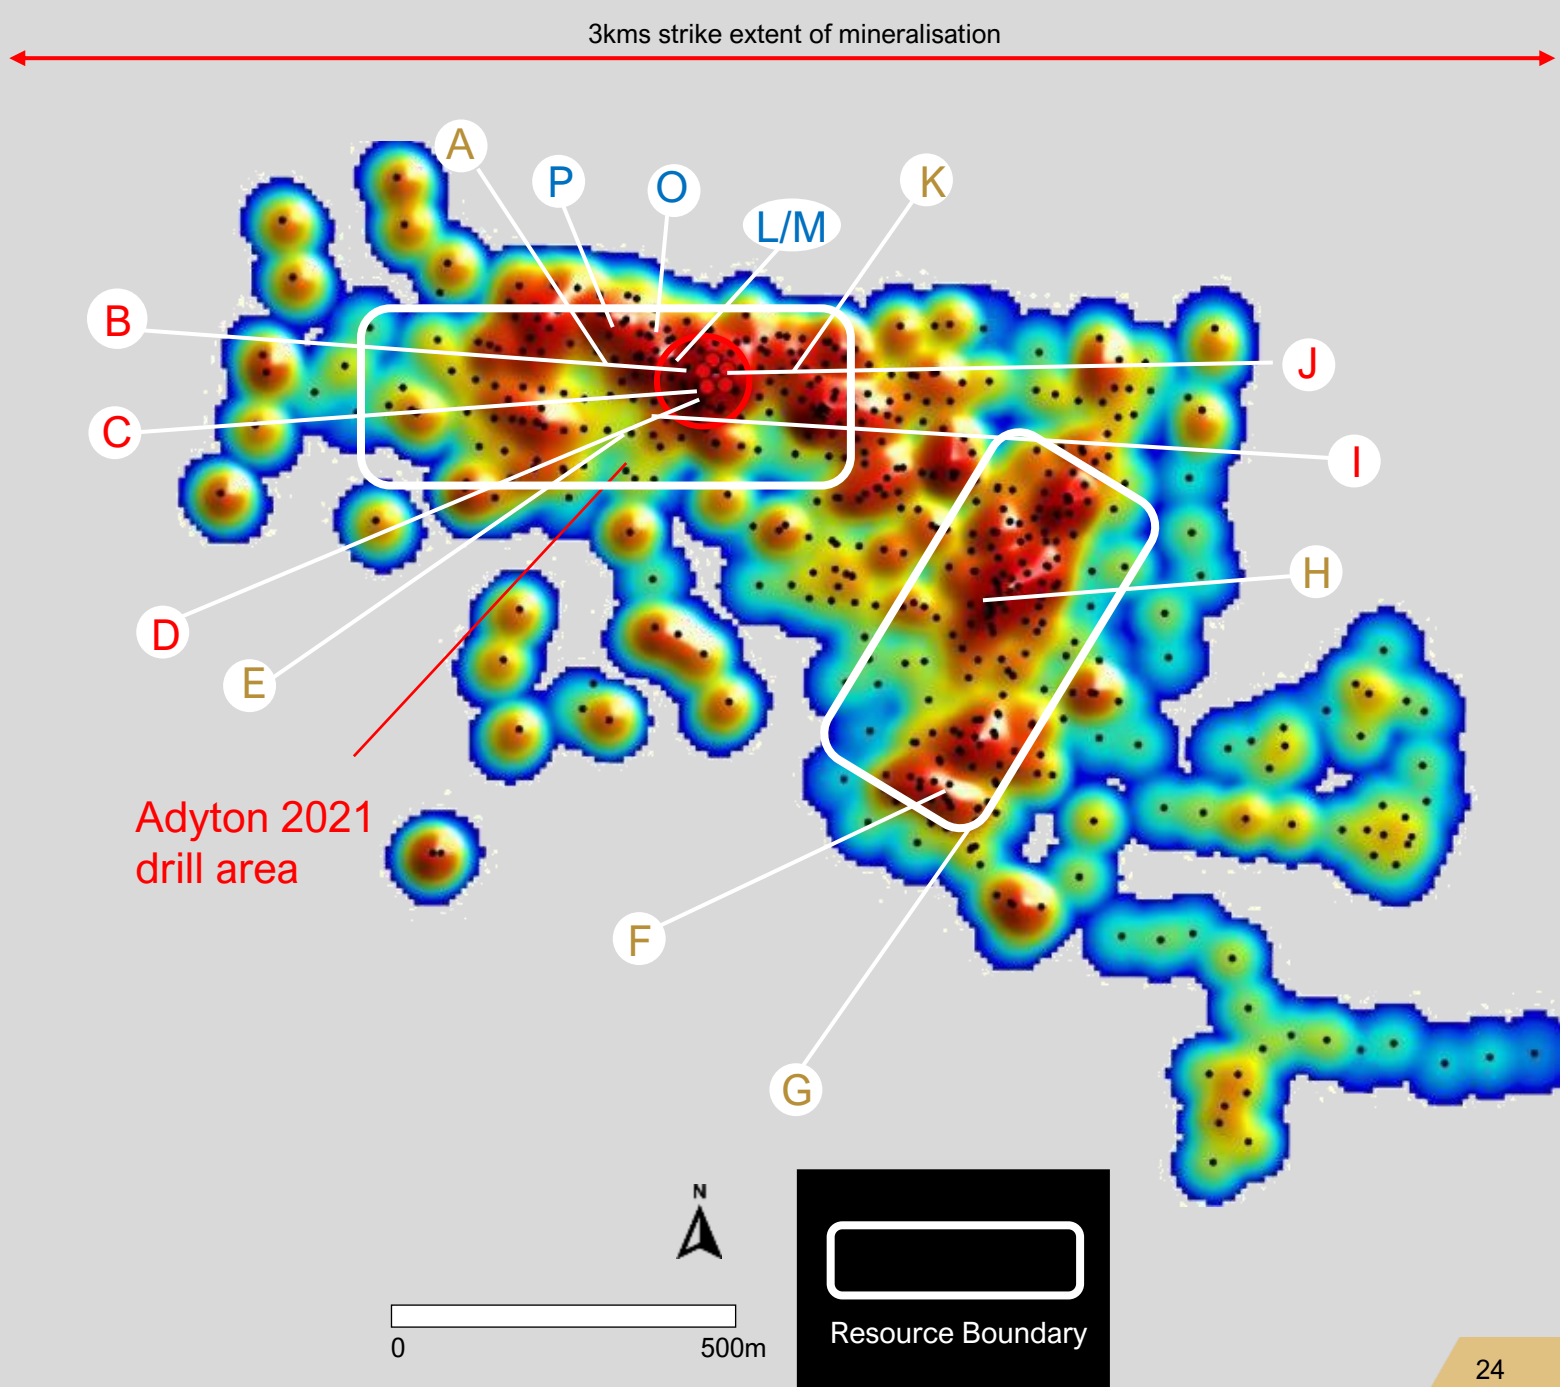 3kms strike extent of mineralisation
A
P
O
K
L/M
B
J
C
I
H
D
E
Adyton 2021
drill area
F
G
N
0 500m
Resource Boundary
24